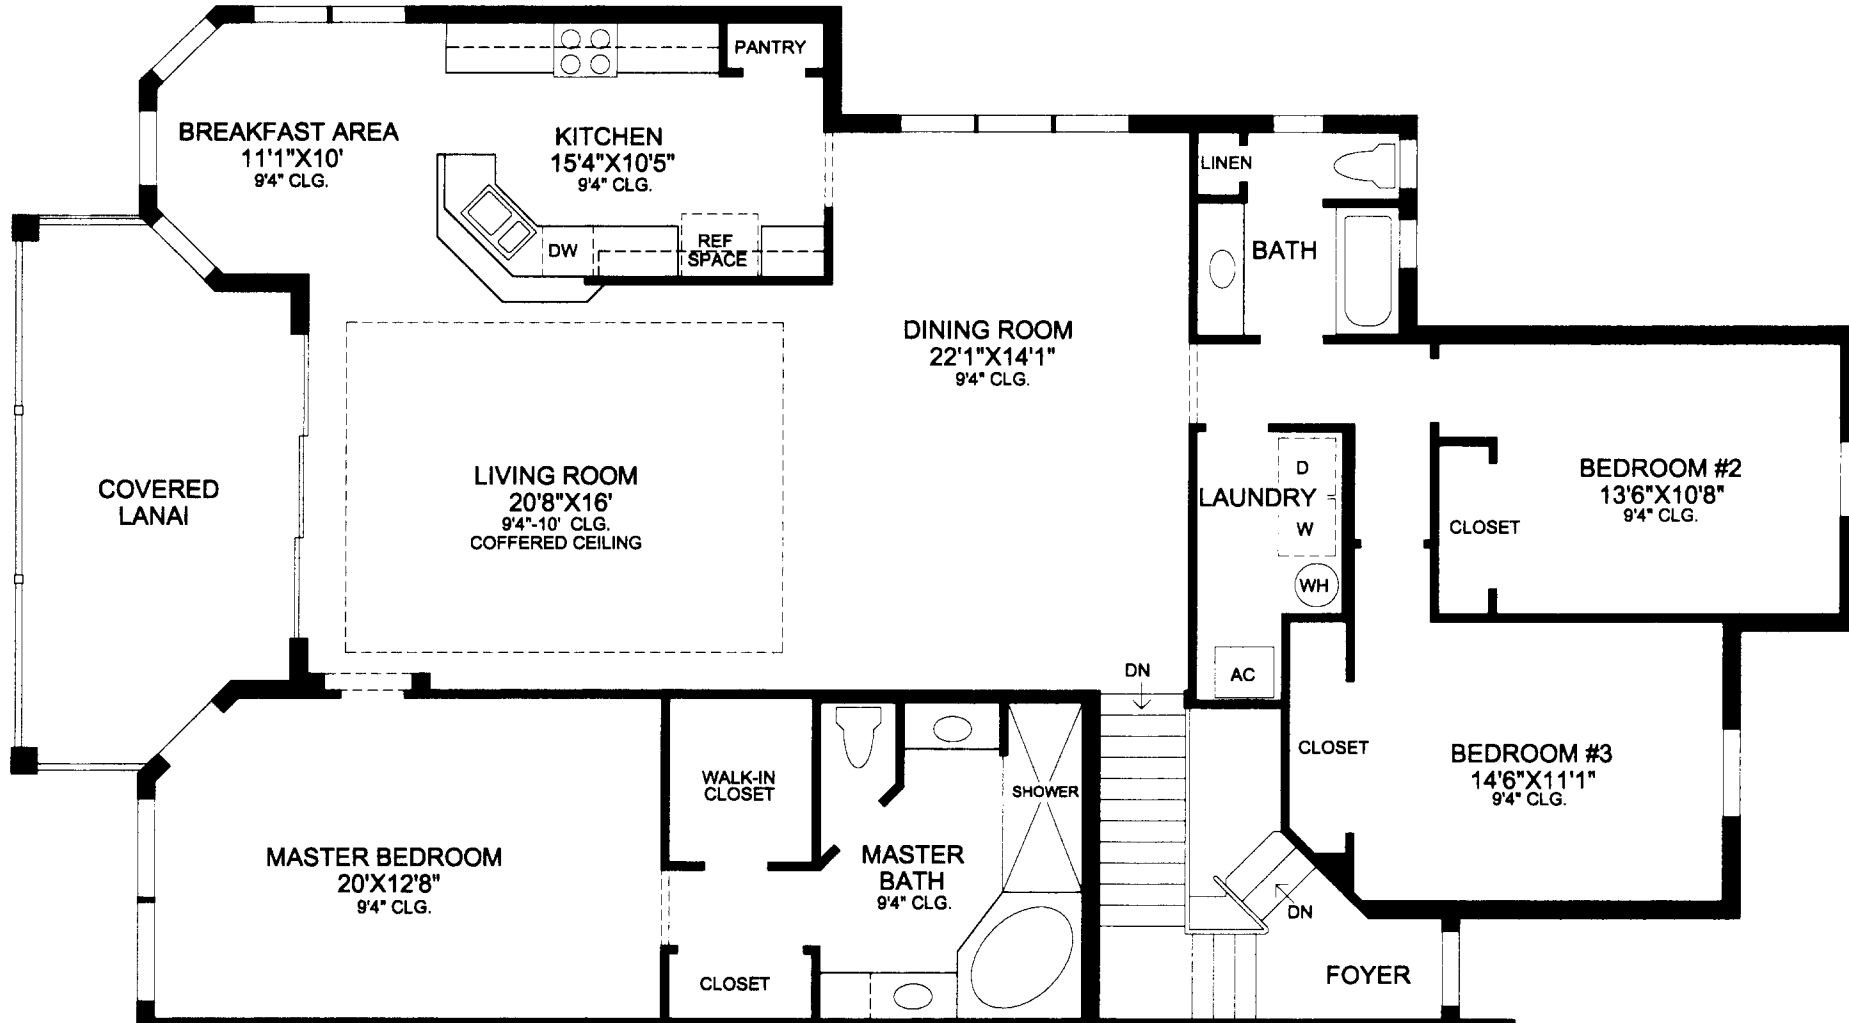 PANTRY
BREAKFAST AREA
11'1"X10'
9'4" CLG.
KITCHEN
15'4"X10'5"
9'4" CLG.
DW
REF
SPACE
LINEN
BATH
DINING ROOM
22'1"X14'1"
9'4" CLG.
COVERED
LANAI
LIVING ROOM
20'8"X16'
9'4"-10' CLG.
COFFERED CEILING
D
LAUNDRY
W
WH
AC
BEDROOM #2
13'6"X10'8"
9'4" CLG.
CLOSET
DN
CLOSET
BEDROOM #3
14'6"X11'1"
9'4" CLG.
WALK-IN
CLOSET
SHOWER
MASTER BEDROOM
20'X12'8"
9'4" CLG.
MASTER
BATH
9'4" CLG.
DN
CLOSET
FOYER